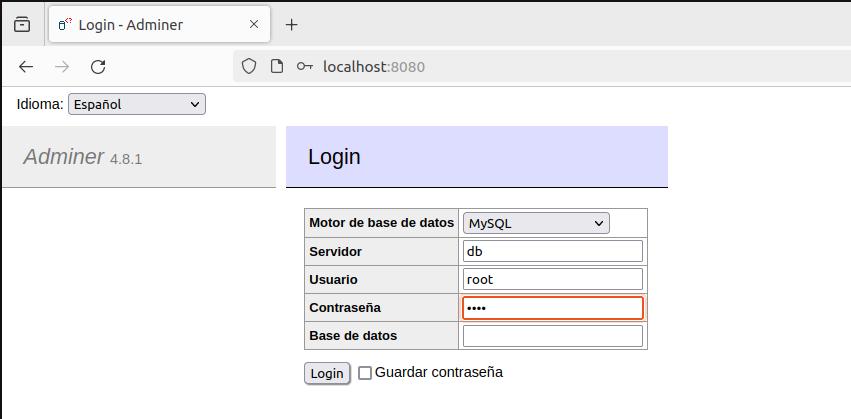 Login - Adminer
localhost:8080
Idioma: Español
Adminer 4.8.1
Login
Motor de base de datos MySQL
Servidor db
Usuario root
Contraseña ••••
Base de datos
Login Guardar contraseña